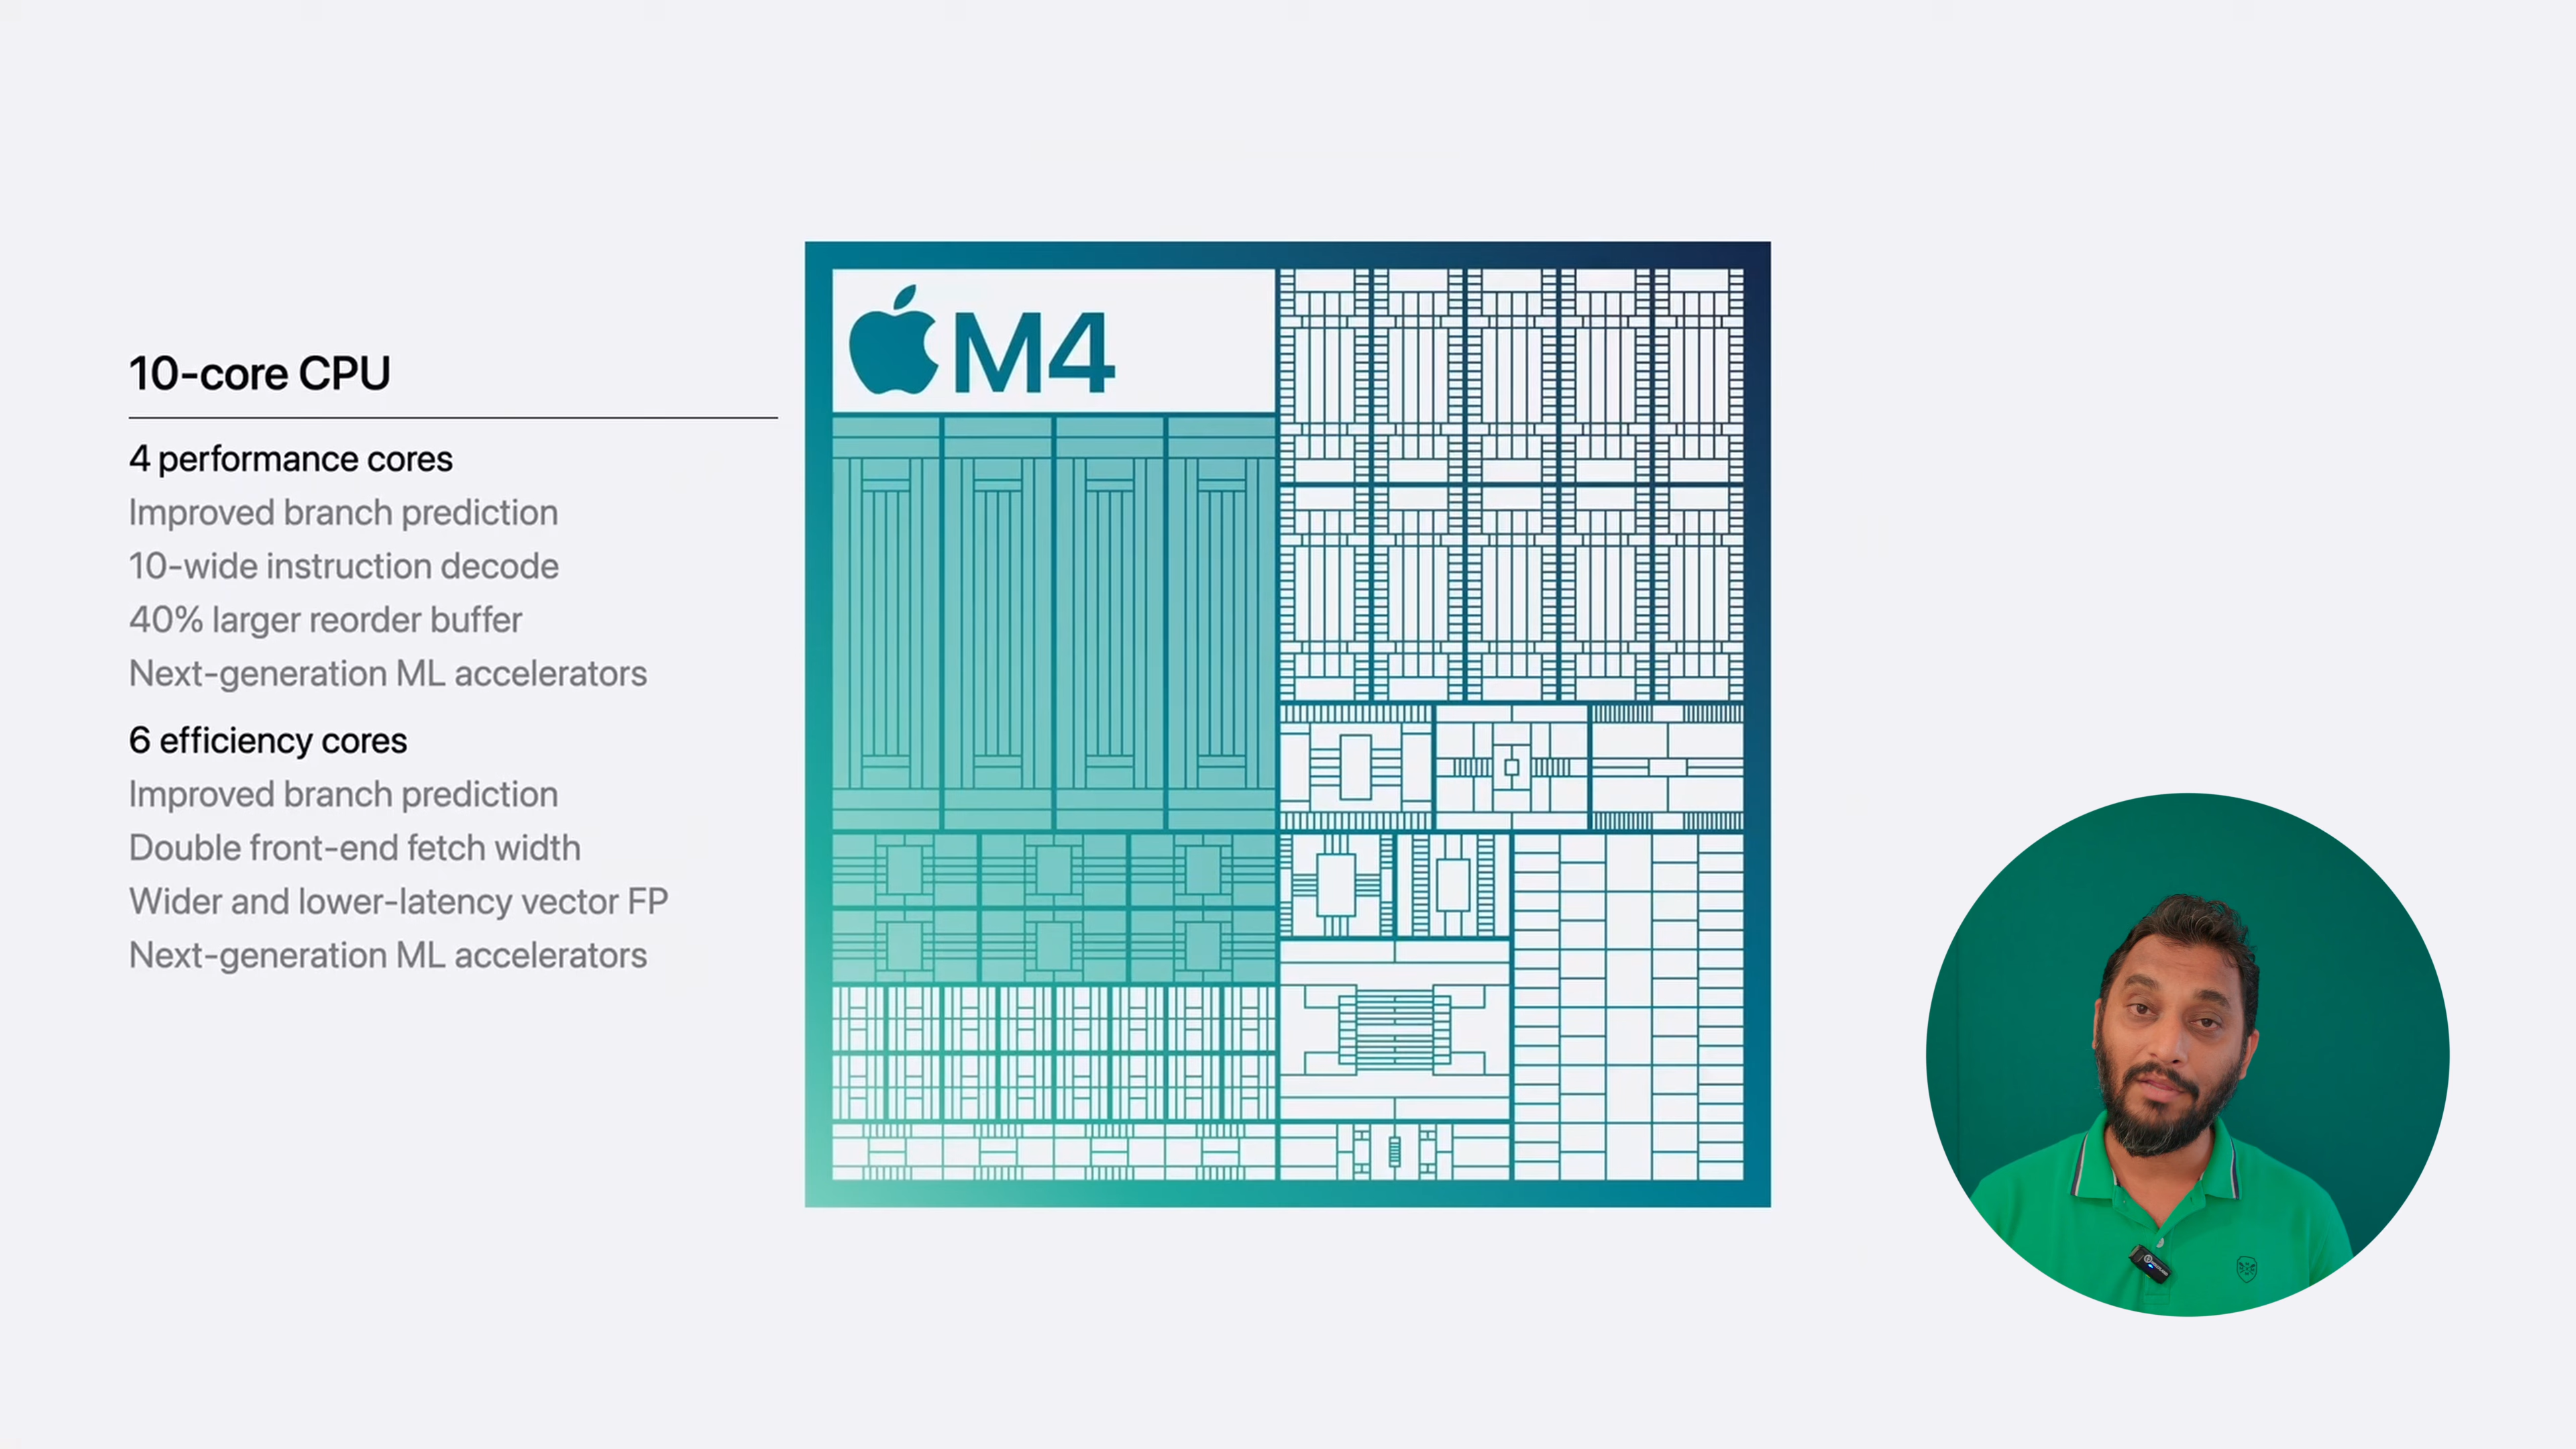 10-core CPU
4 performance cores
Improved branch prediction
10-wide instruction decode
40% larger reorder buffer
Next-generation ML accelerators
6 efficiency cores
Improved branch prediction
Double front-end fetch width
Wider and lower-latency vector FP
Next-generation ML accelerators
M4